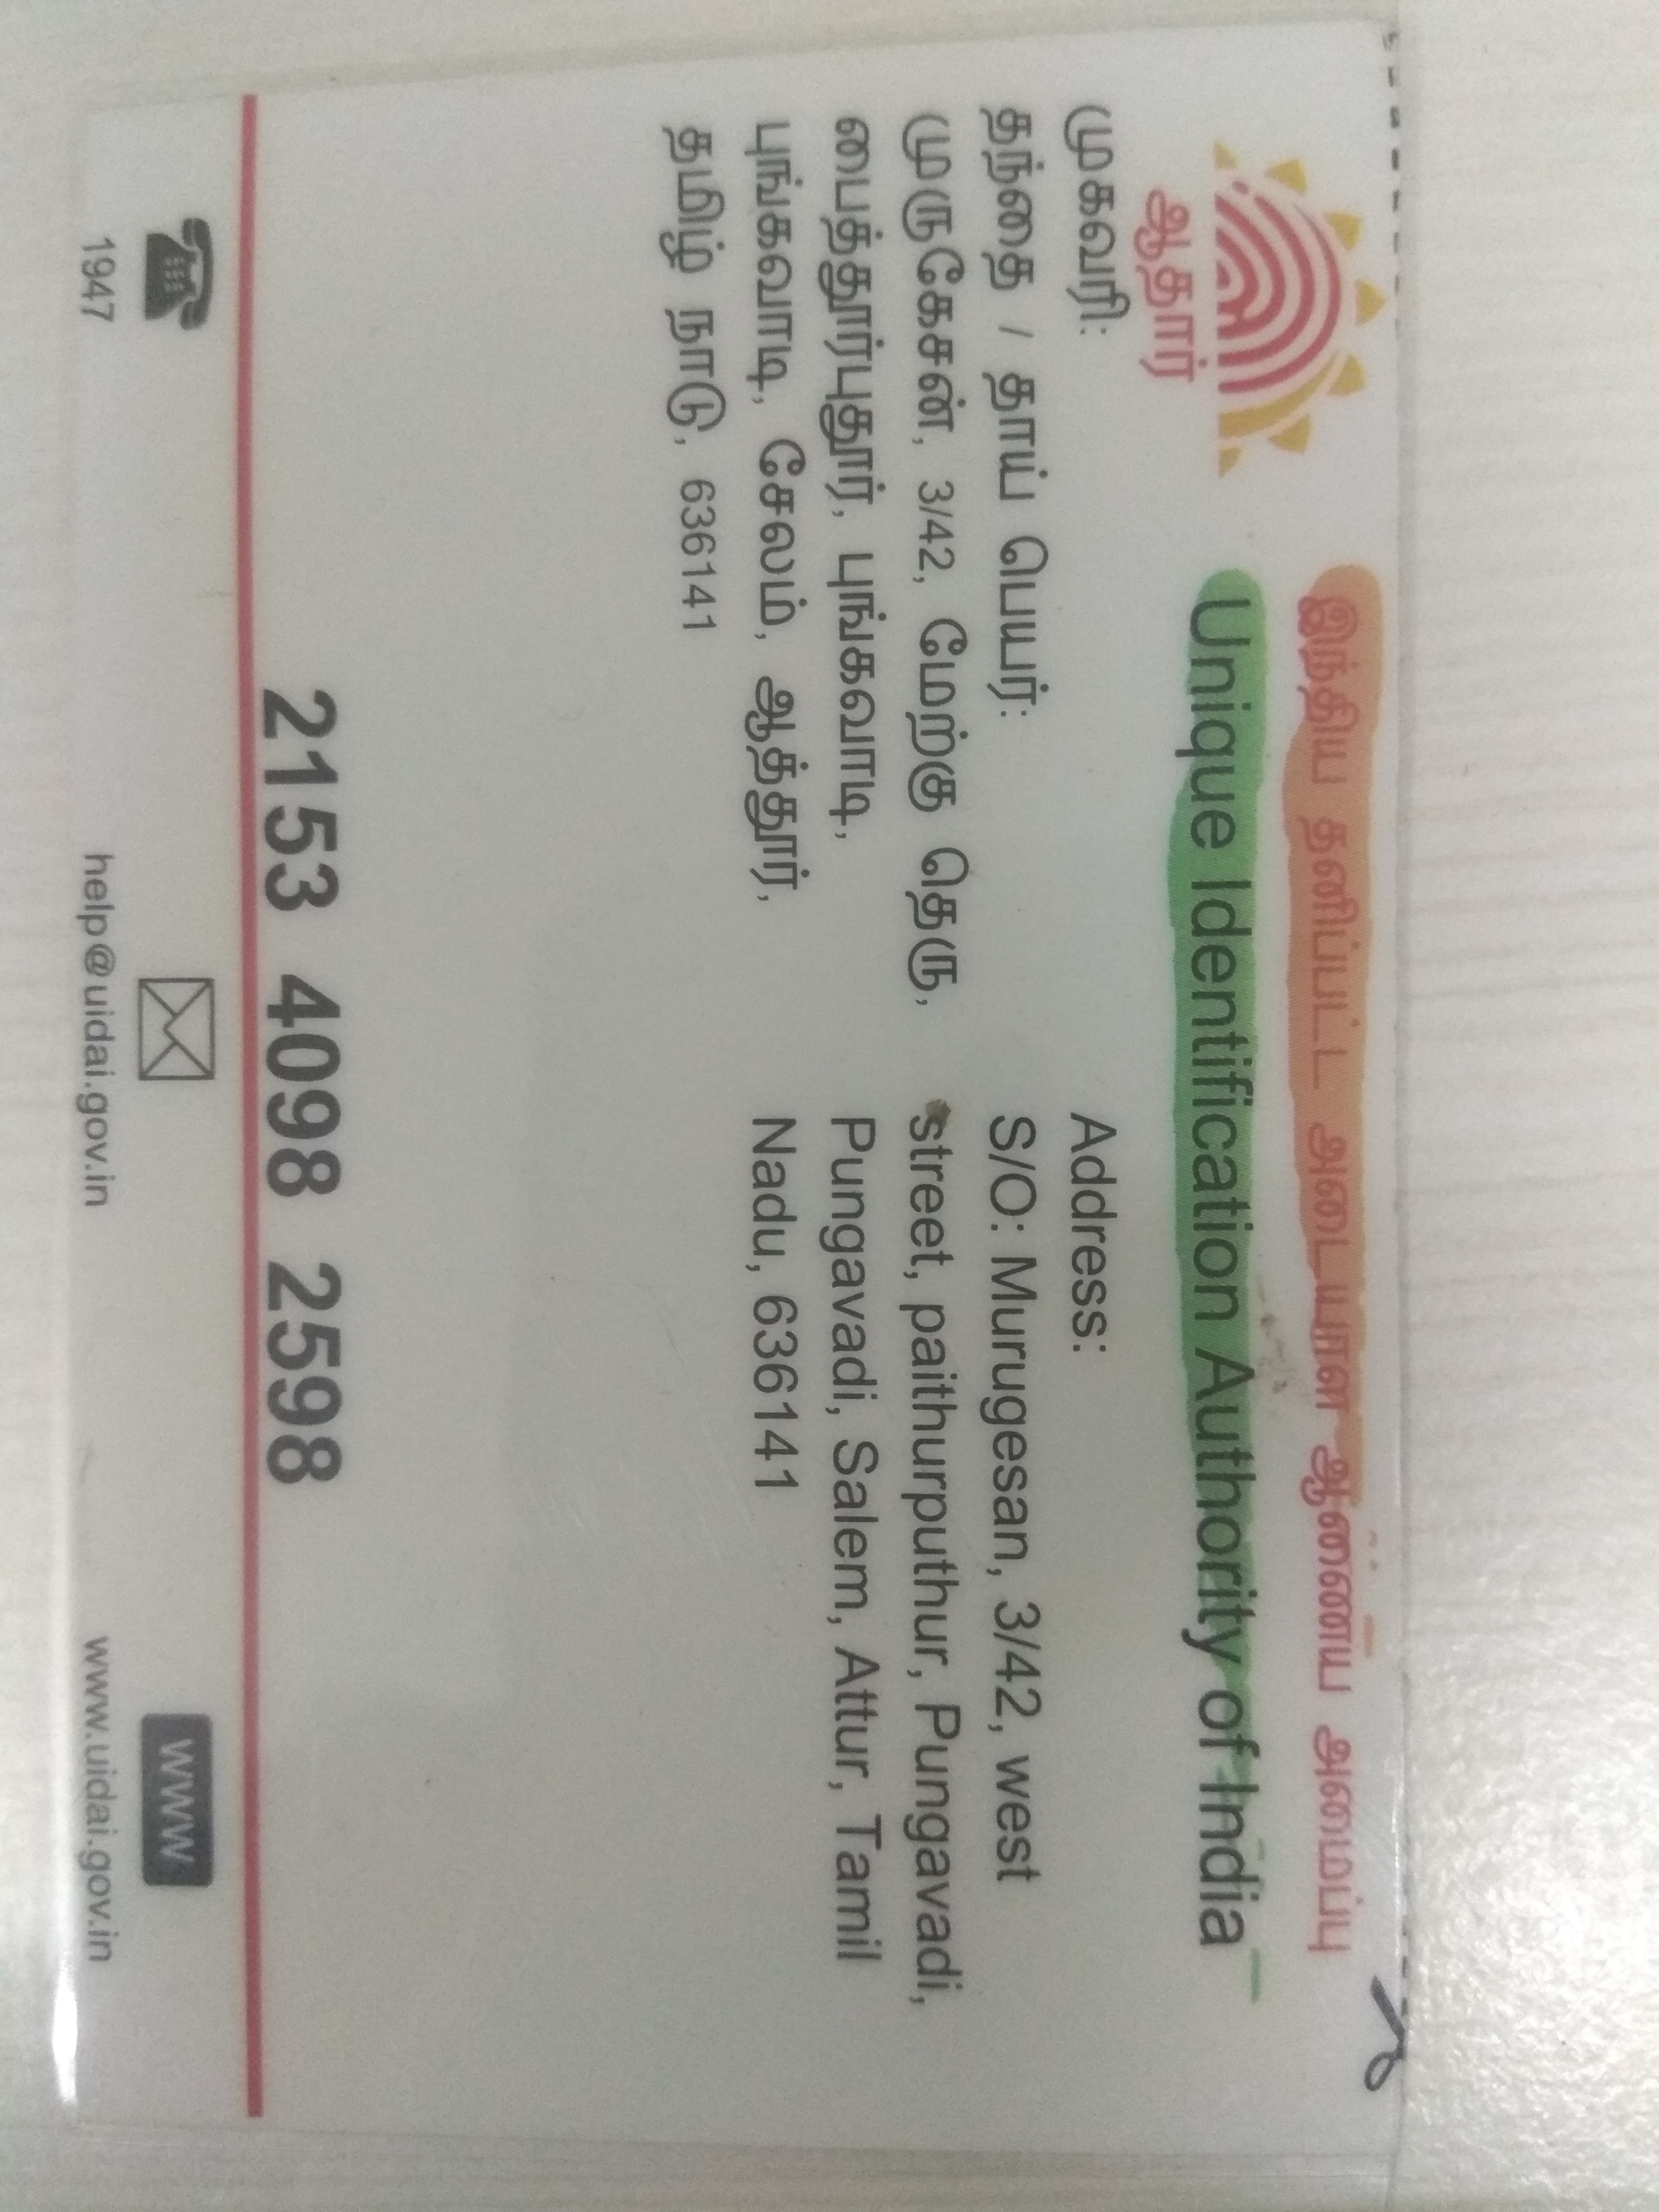 இந்திய தனிப்பட்ட அடையாள ஆணைய அமைப்பு
Unique Identification Authority of India
ஆதார்
முகவரி:
தந்தை / தாய் பெயர்:
முருகேசன், 3/42, மேற்கு தெரு,
பைத்தூர்புதூர், புங்கவாடி,
புங்கவாடி, சேலம், ஆத்தூர்,
தமிழ் நாடு, 636141
Address:
S/O: Murugesan, 3/42, west
street, paithurputhur, Pungavadi,
Pungavadi, Salem, Attur, Tamil
Nadu, 636141
2153 4098 2598
1947
help@uidai.gov.in
www
www.uidai.gov.in